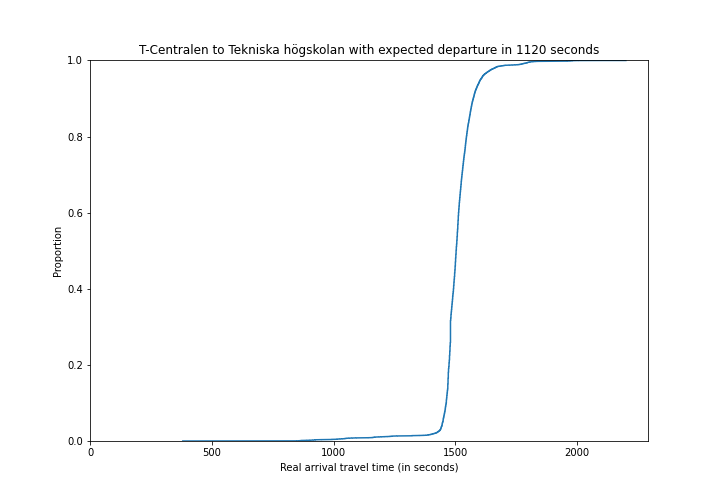 T-Centralen to Tekniska högskolan with expected departure in 1120 seconds
1.0
0.8
0.6
0.4
0.2
0.0
Proportion
0 500 1000 1500 2000
Real arrival travel time (in seconds)